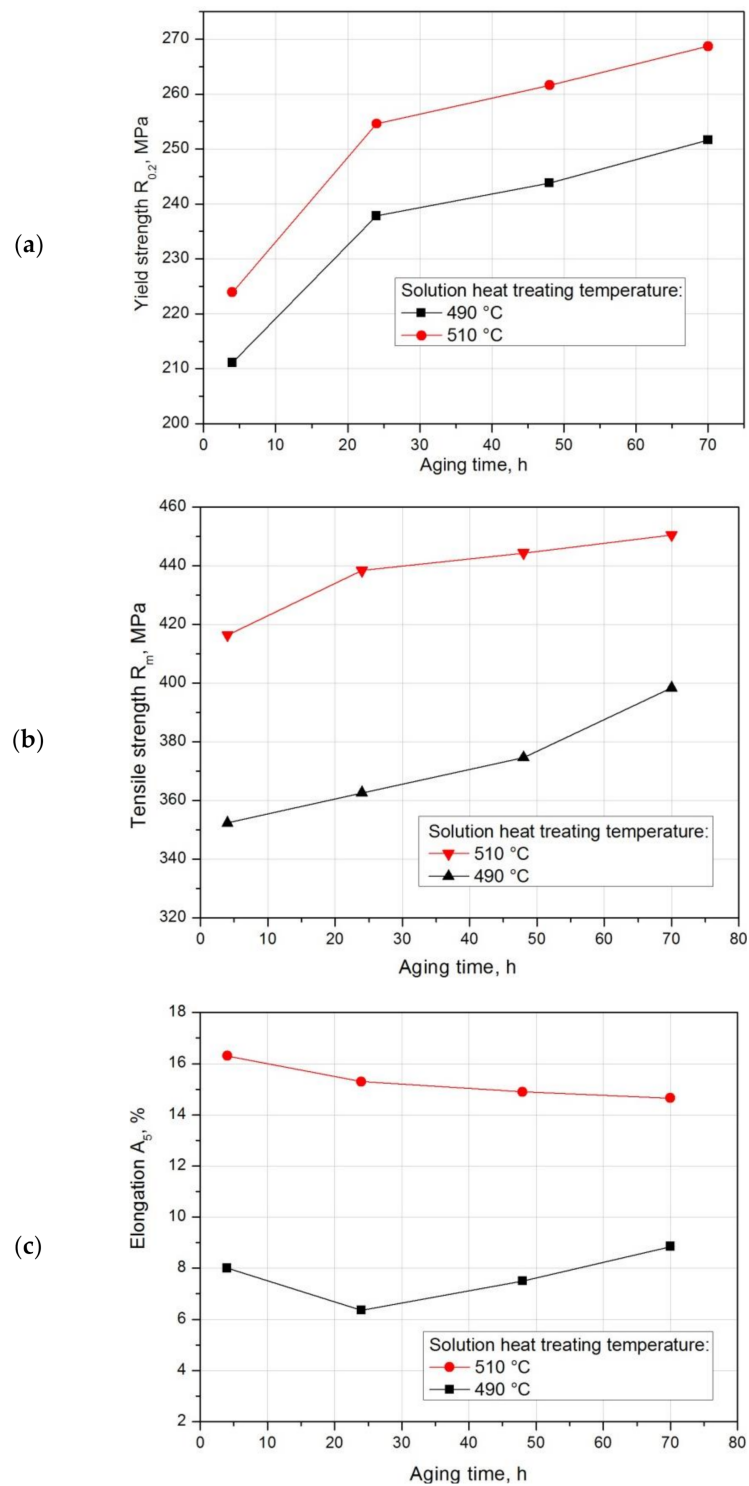 (a)
Yield strength R0.2, MPa
270
260
250
240
230
220
210
200
Solution heat treating temperature:
490 °C
510 °C
0 10 20 30 40 50 60 70
Aging time, h
(b)
Tensile strength Rm, MPa
460
440
420
400
380
360
340
320
Solution heat treating temperature:
510 °C
490 °C
0 10 20 30 40 50 60 70 80
Aging time, h
(c)
Elongation A5, %
18
16
14
12
10
8
6
4
2
Solution heat treating temperature:
510 °C
490 °C
0 10 20 30 40 50 60 70 80
Aging time, h